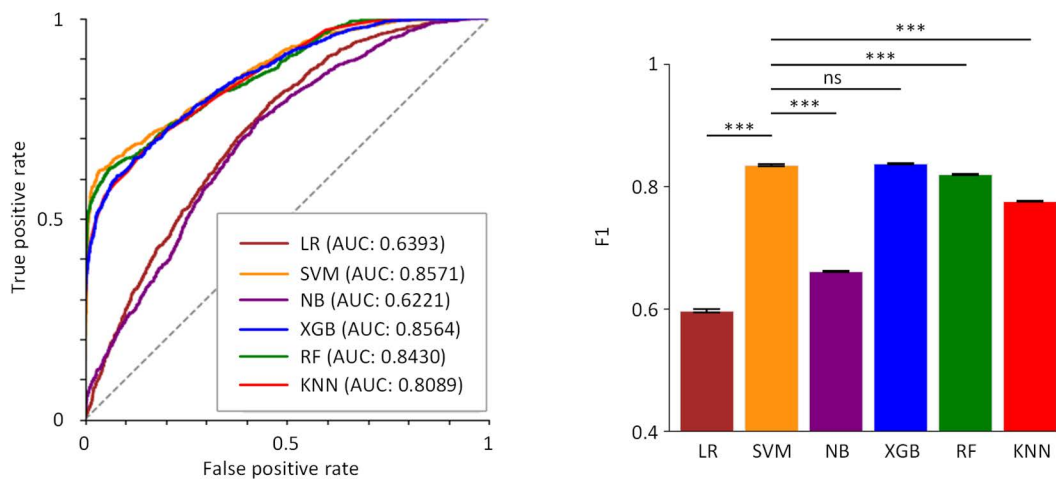 1
0.5
0
0
0.5
1
True positive rate
False positive rate
LR (AUC: 0.6393)
SVM (AUC: 0.8571)
NB (AUC: 0.6221)
XGB (AUC: 0.8564)
RF (AUC: 0.8430)
KNN (AUC: 0.8089)
***
***
ns
***
***
1
0.8
0.6
0.4
F1
LR SVM NB XGB RF KNN